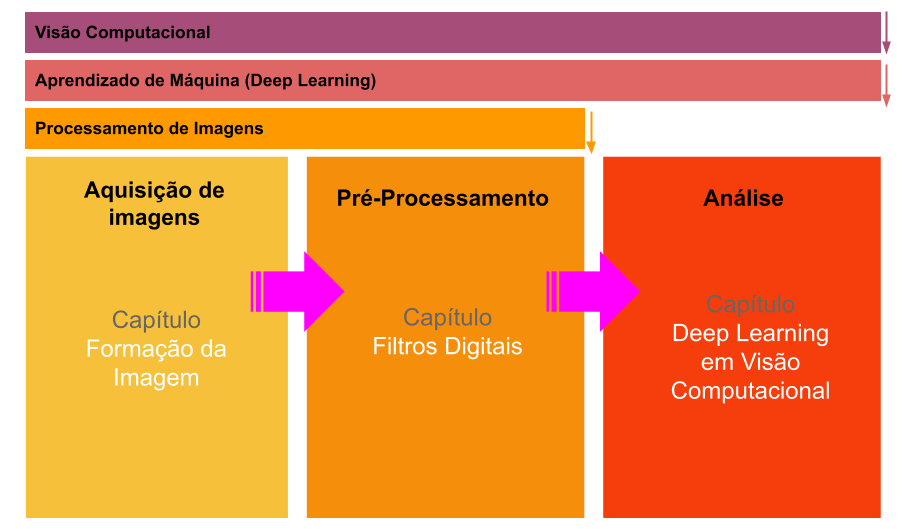 Visão Computacional
Aprendizado de Máquina (Deep Learning)
Processamento de Imagens
Aquisição de
imagens
Capítulo
Formação da
Imagem
Pré-Processamento
Capítulo
Filtros Digitais
Análise
Capítulo
Deep Learning
em Visão
Computacional